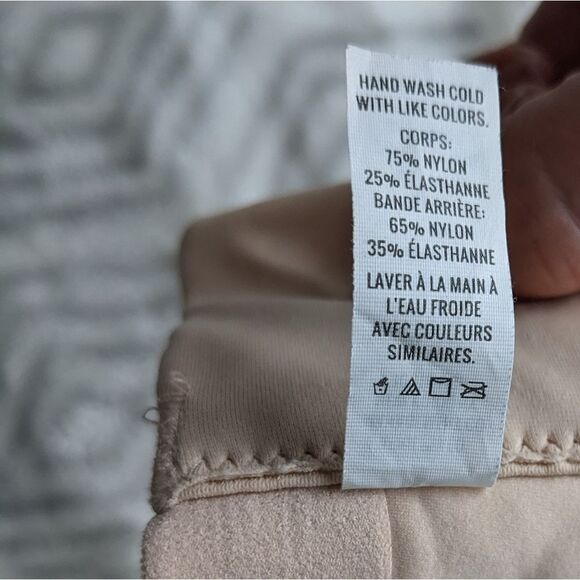 HAND WASH COLD
WITH LIKE COLORS.
CORPS:
75% NYLON
25% ÉLASTHANNE
BANDE ARRIÈRE:
65% NYLON
35% ÉLASTHANNE
LAVER À LA MAIN À
L'EAU FROIDE
AVEC COULEURS
SIMILAIRES.